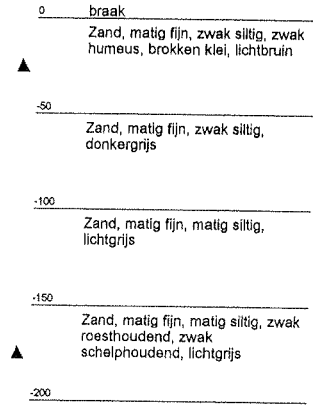 0 braak
Zand, matig fijn, zwak siltig, zwak
humeus, brokken klei, lichtbruin
-50
Zand, matig fijn, zwak siltig,
donkergrijs
-100
Zand, matig fijn, matig siltig,
lichtgrijs
-150
Zand, matig fijn, matig siltig, zwak
roesthoudend, zwak
schelphoudend, lichtgrijs
-200